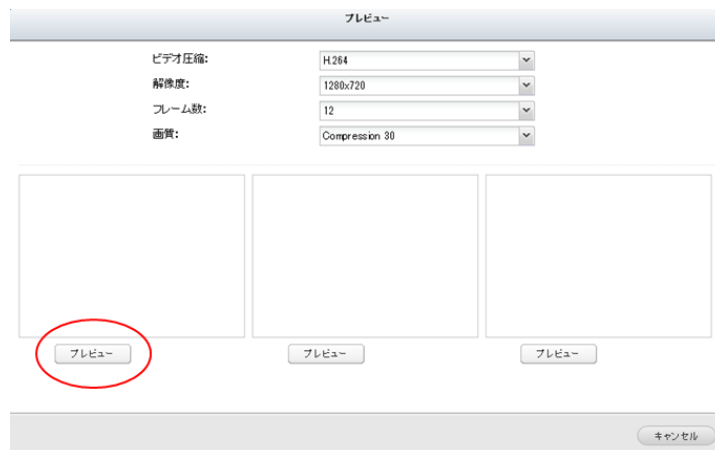 プレビュー
ビデオ圧縮: H.264
解像度: 1280x720
フレーム数: 12
画質: Compression 30
プレビュー プレビュー プレビュー
キャンセル